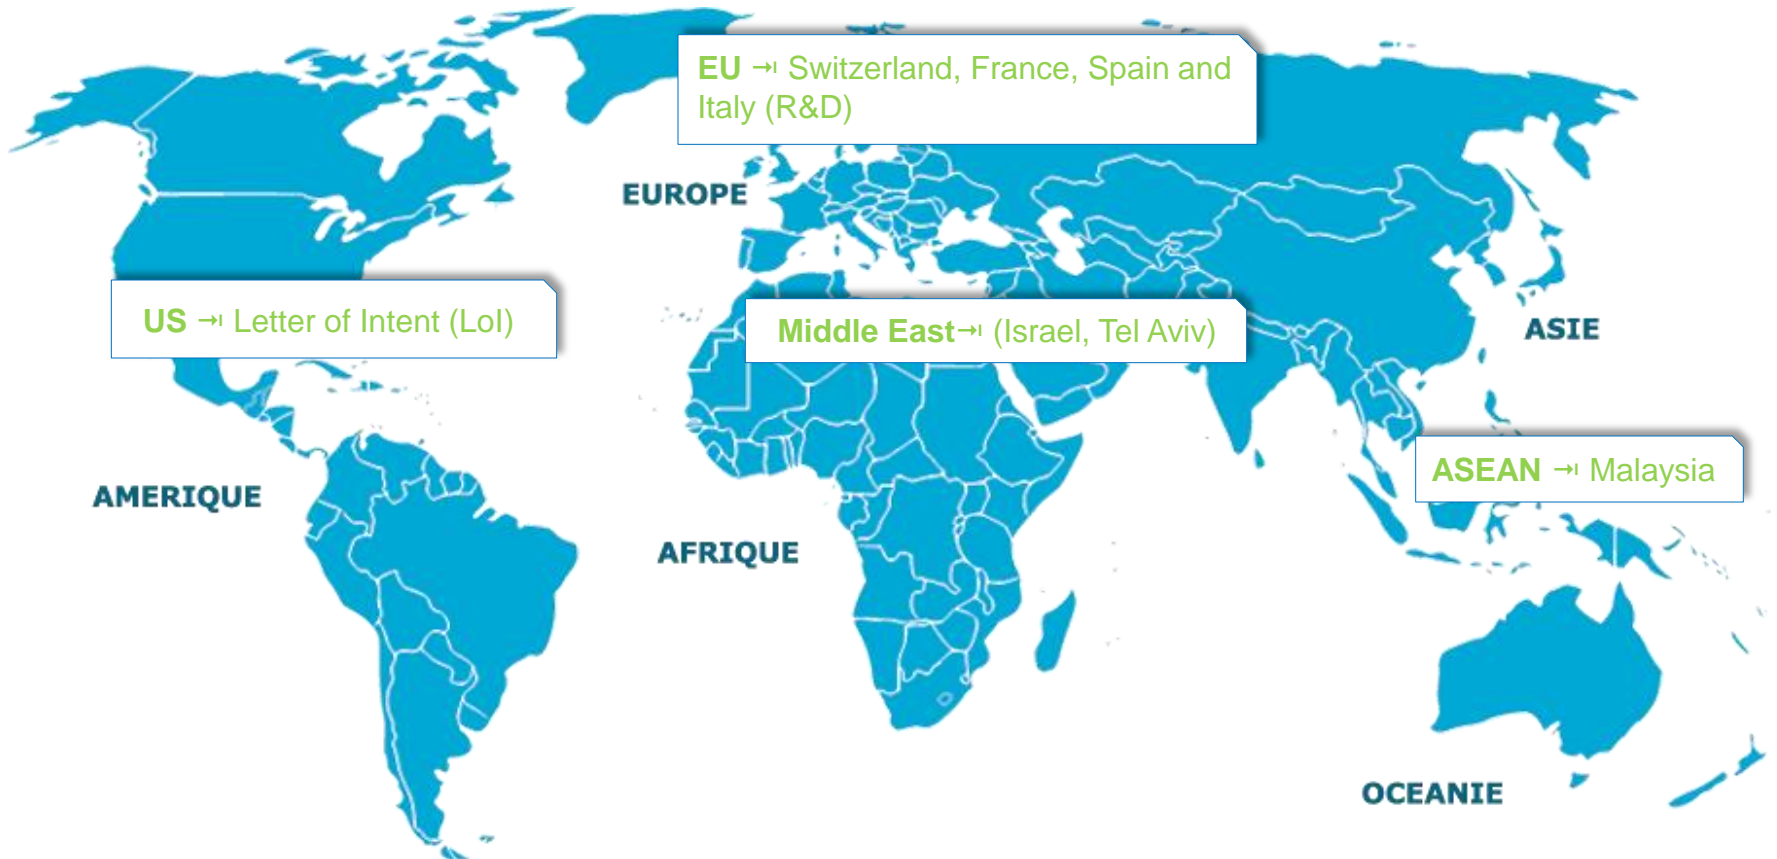 EU ⇥ Switzerland, France, Spain and
Italy (R&D)
EUROPE
US ⇥ Letter of Intent (LoI)
Middle East⇥ (Israel, Tel Aviv)
ASIE
ASEAN ⇥ Malaysia
AMERIQUE
AFRIQUE
OCEANIE